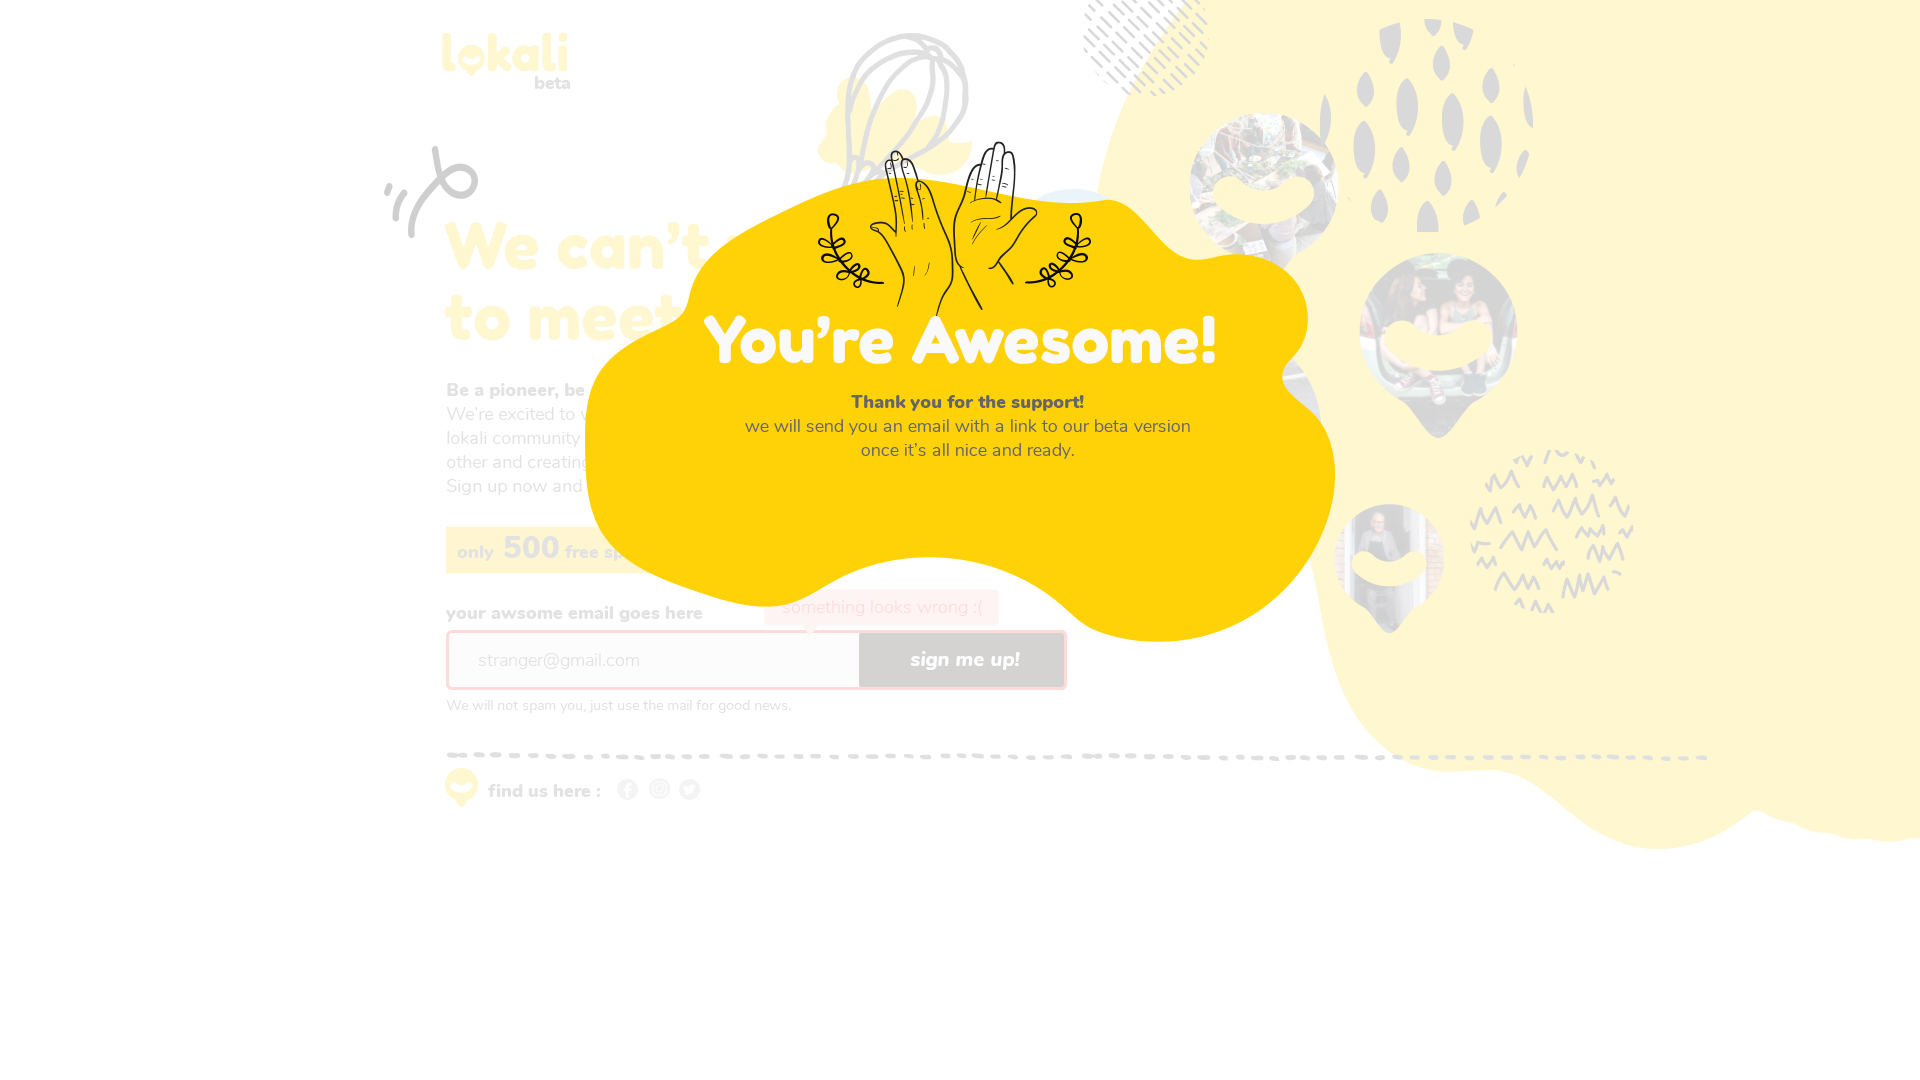 lokali
beta
We can't
to meet
Be a pioneer, be
We're excited to
lokali community
other and creating
Sign up now and
only 500 free
You're Awesome!
Thank you for the support!
we will send you an email with a link to our beta version
once it's all nice and ready.
your awsome email goes here
something looks wrong :(
stranger@gmail.com
sign me up!
We will not spam you, just use the mail for good news.
find us here :